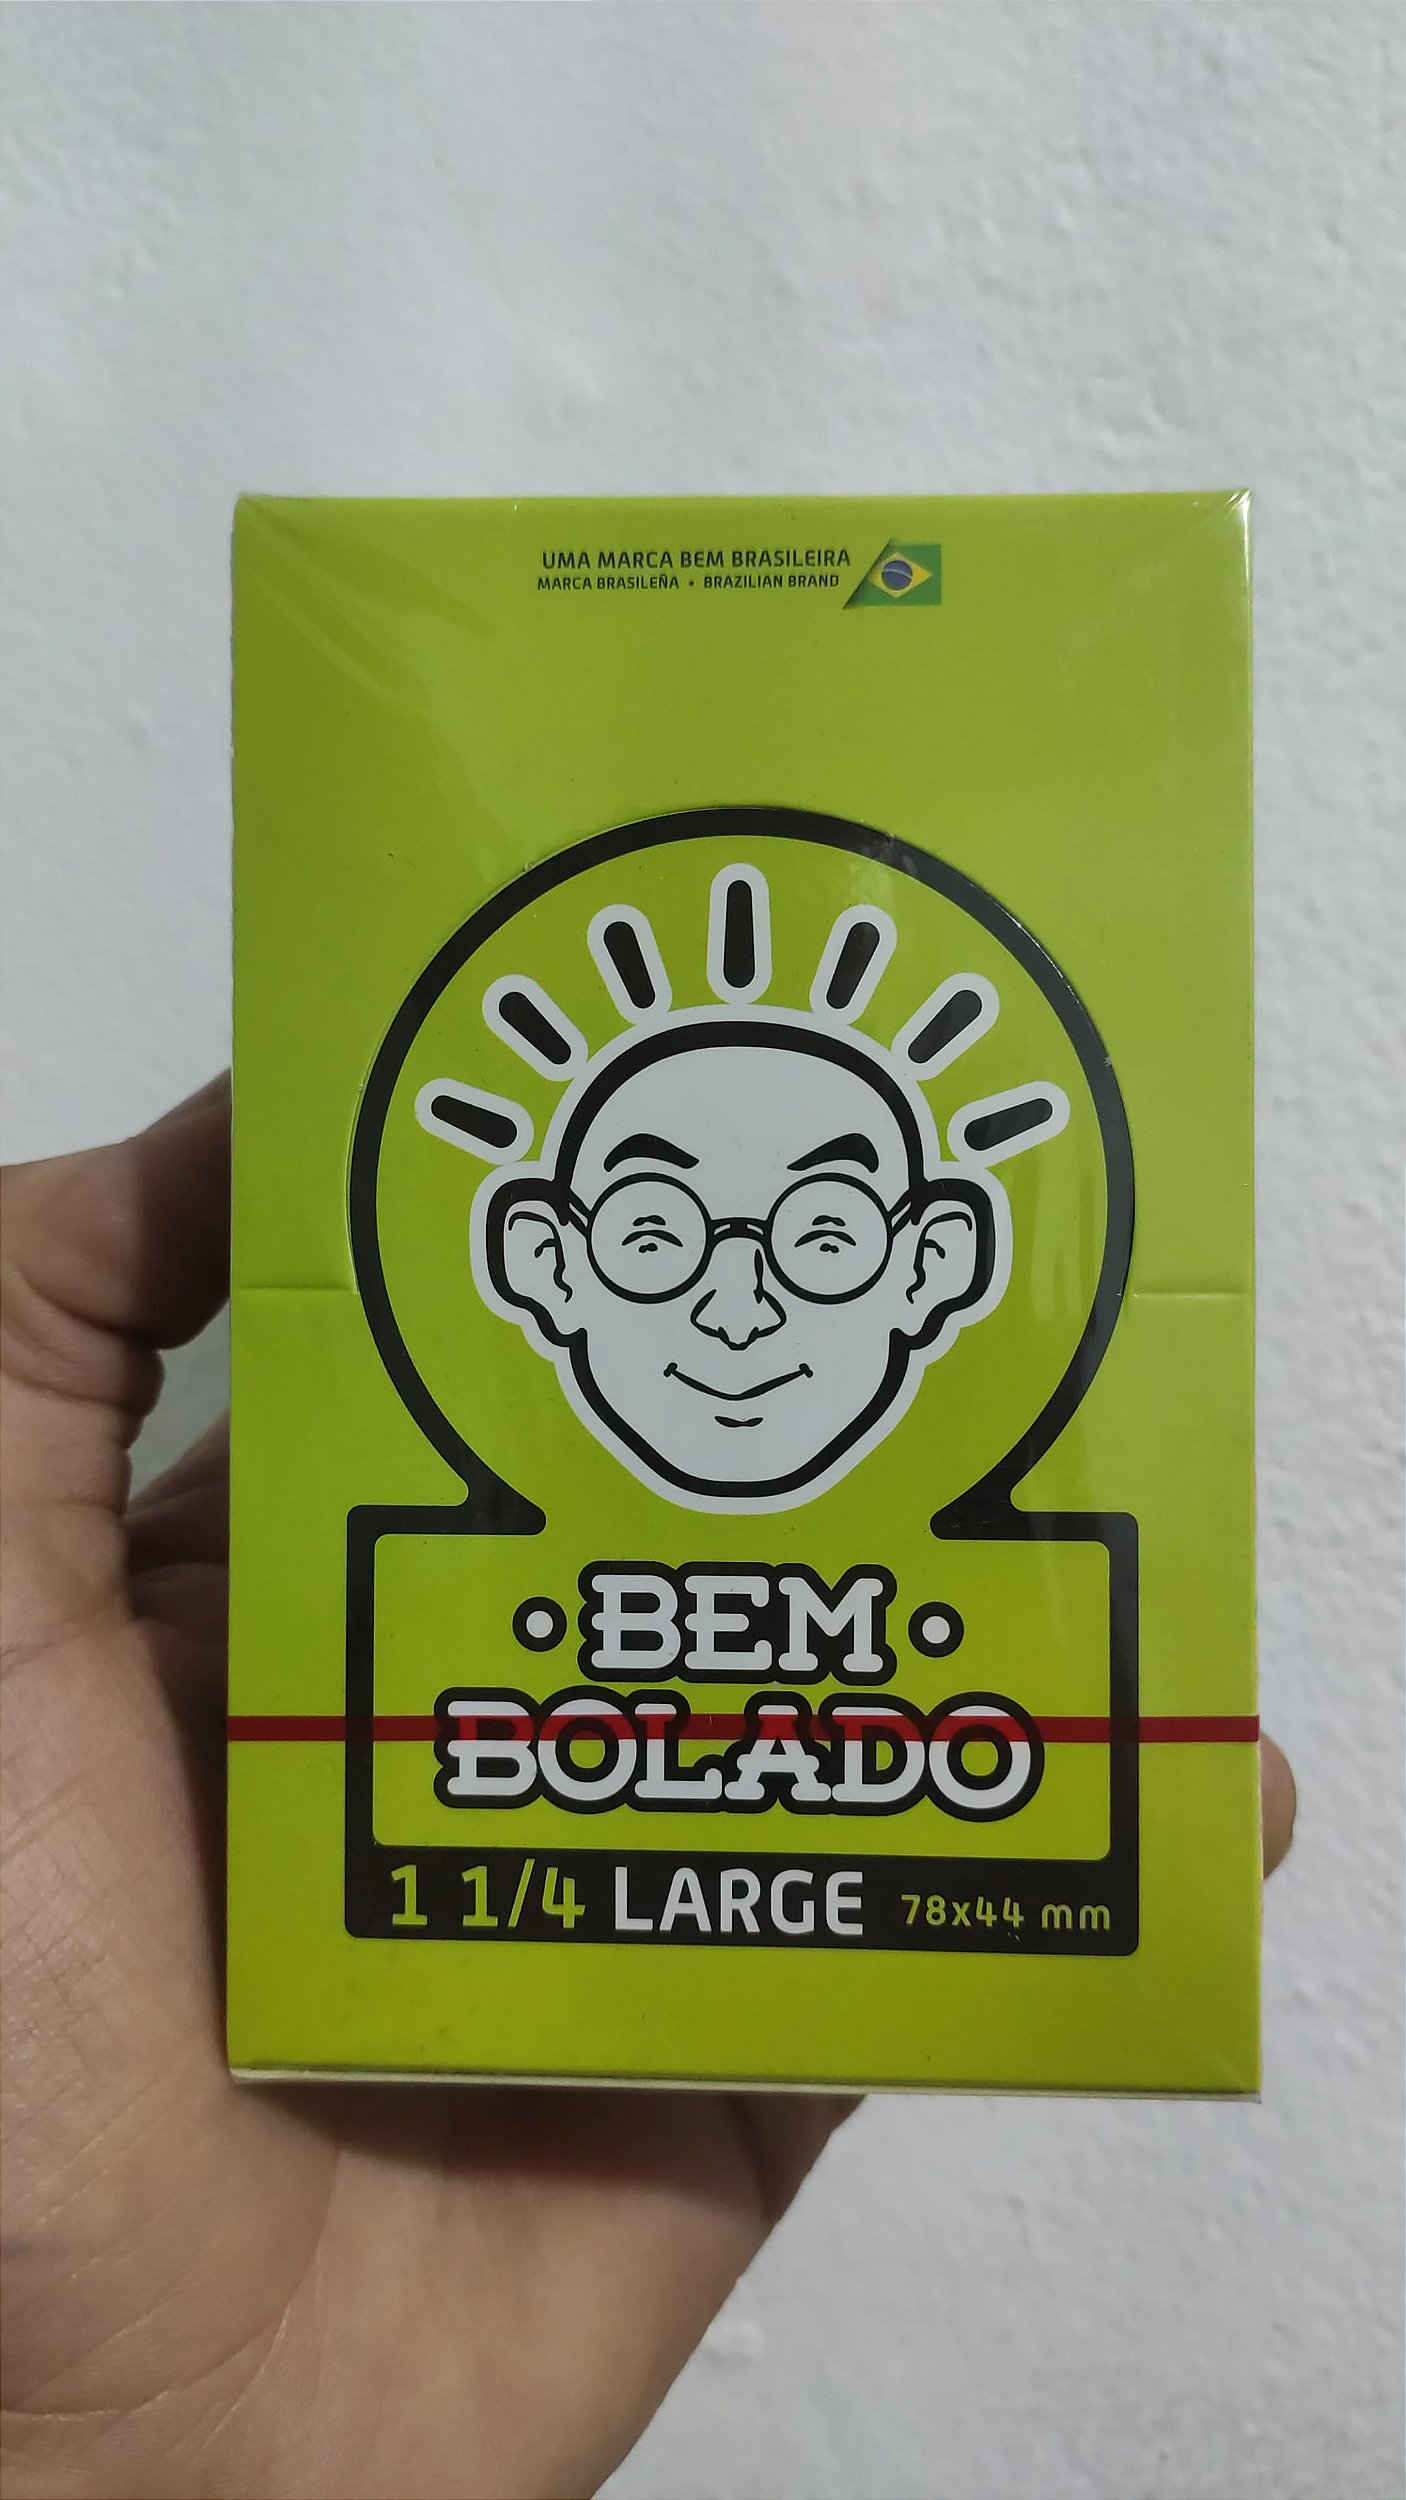 UMA MARCA BEM BRASILEIRA
MARCA BRASILEÑA • BRAZILIAN BRAND
• BEM •
BOLADO
1 1/4 LARGE 78x44 mm